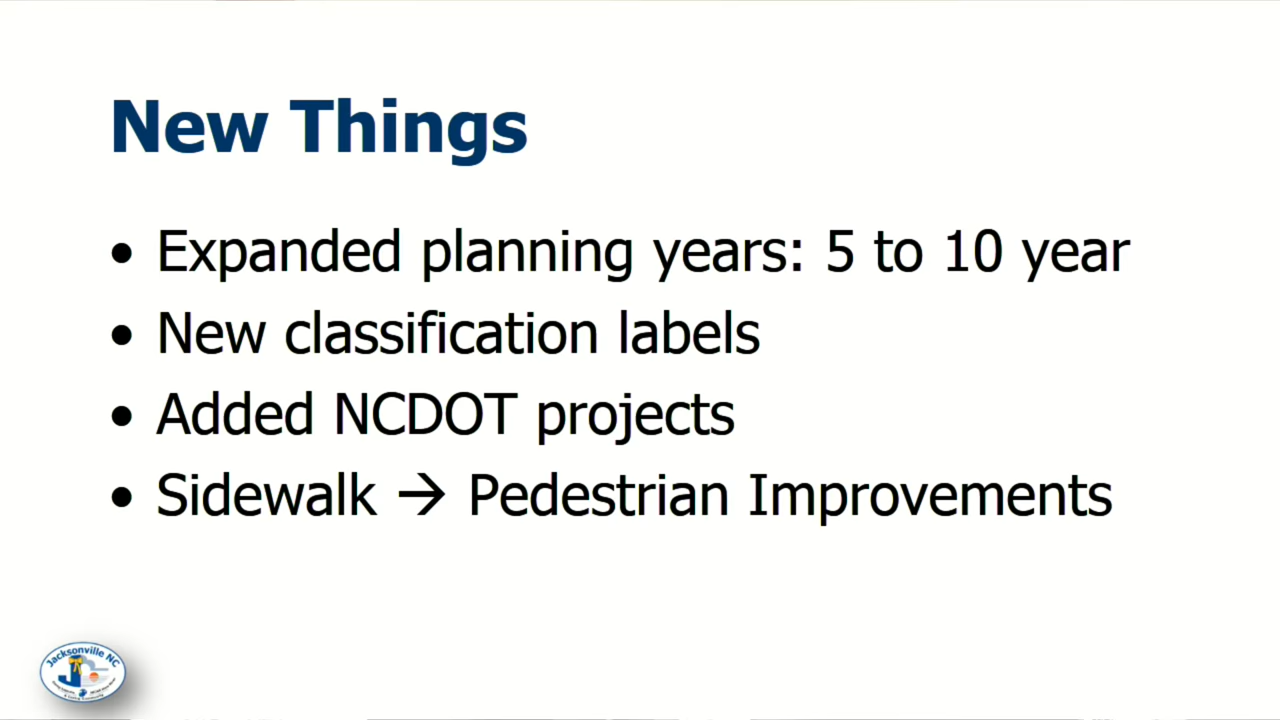 New Things
• Expanded planning years: 5 to 10 year
• New classification labels
• Added NCDOT projects
• Sidewalk → Pedestrian Improvements
Jacksonville NC